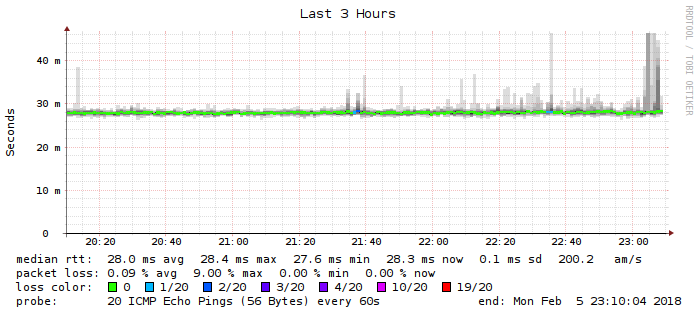 Last 3 Hours
RRDTOOL / TOBI OETIKER
Seconds
40 m
30 m
20 m
10 m
0
20:20 20:40 21:00 21:20 21:40 22:00 22:20 22:40 23:00
median rtt: 28.0 ms avg 28.4 ms max 27.6 ms min 28.3 ms now 0.1 ms sd 200.2 am/s
packet loss: 0.09 % avg 9.00 % max 0.00 % min 0.00 % now
loss color: 0 1/20 2/20 3/20 4/20 10/20 19/20
probe: 20 ICMP Echo Pings (56 Bytes) every 60s end: Mon Feb 5 23:10:04 2018